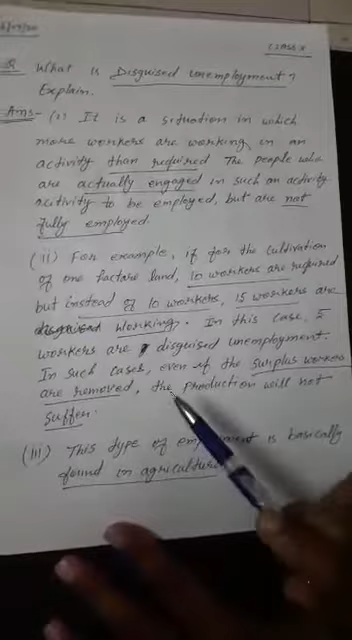 CLASS X
Q What is Disguised unemployment?
Explain.
Ans- (i) It is a situation in which
more workers are working in an
activity than required The people who
are actually engaged in such an activity
acitivity to be employed, but are not
fully employed.
(ii) For example, if for the cultivation
of one factare land, 10 workers are required
but instead of 10 workers, 15 workers are
working. In this case, 5
workers are disguised unemployment.
In such cases, even if the surplus workers
are removed, the production will not
suffer.
(iii) This type of is basically
found in agriculture